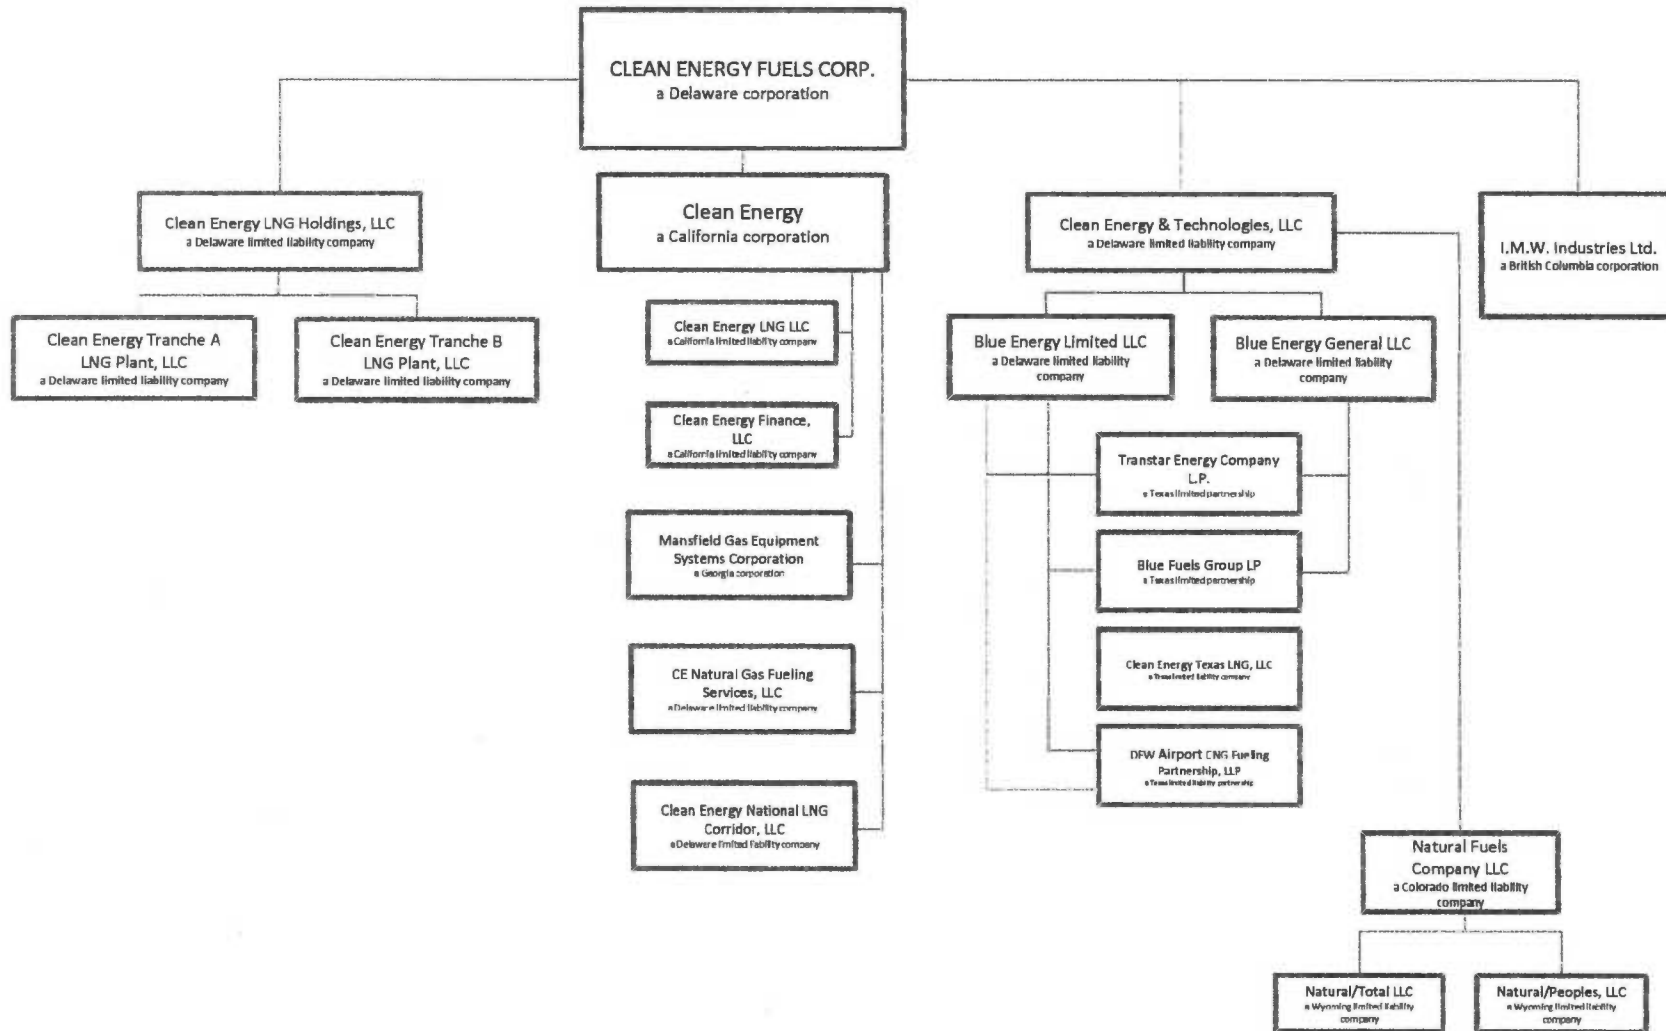 CLEAN ENERGY FUELS CORP.
a Delaware corporation
Clean Energy LNG Holdings, LLC
a Delaware limited liability company
Clean Energy
a California corporation
Clean Energy & Technologies, LLC
a Delaware limited liability company
I.M.W. Industries Ltd.
a British Columbia corporation
Clean Energy Tranche A
LNG Plant, LLC
a Delaware limited liability company
Clean Energy Tranche B
LNG Plant, LLC
a Delaware limited liability company
Clean Energy LNG LLC
a California limited liability company
Clean Energy Finance,
LLC
a California limited liability company
Mansfield Gas Equipment
Systems Corporation
a Georgia corporation
CE Natural Gas Fueling
Services, LLC
a Delaware limited liability company
Clean Energy National LNG
Corridor, LLC
a Delaware limited liability company
Blue Energy Limited LLC
a Delaware limited liability
company
Blue Energy General LLC
a Delaware limited liability
company
Transtar Energy Company
L.P.
a Texas limited partnership
Blue Fuels Group LP
a Texas limited partnership
Clean Energy Texas LNG, LLC
a Texas limited liability company
DFW Airport CNG Fueling
Partnership, LLP
a Texas limited liability partnership
Natural Fuels
Company LLC
a Colorado limited liability
company
Natural/Total LLC
a Wyoming limited liability
company
Natural/Peoples, LLC
a Wyoming limited liability
company